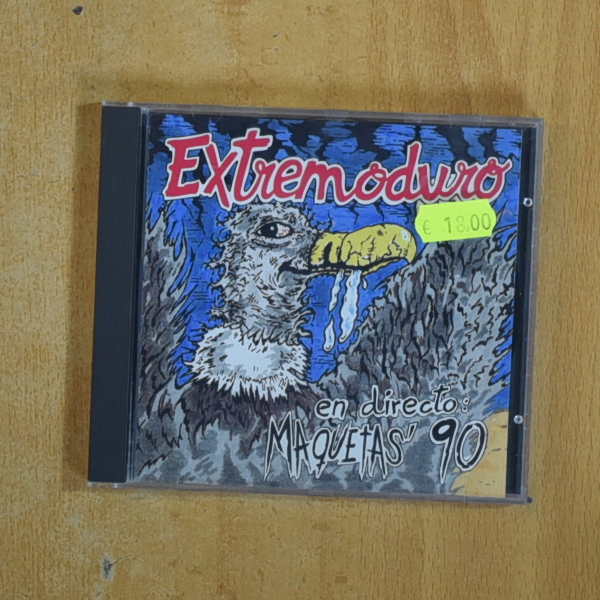 Extremoduro
€ 18.00
en directo:
MAQUETAS' 90